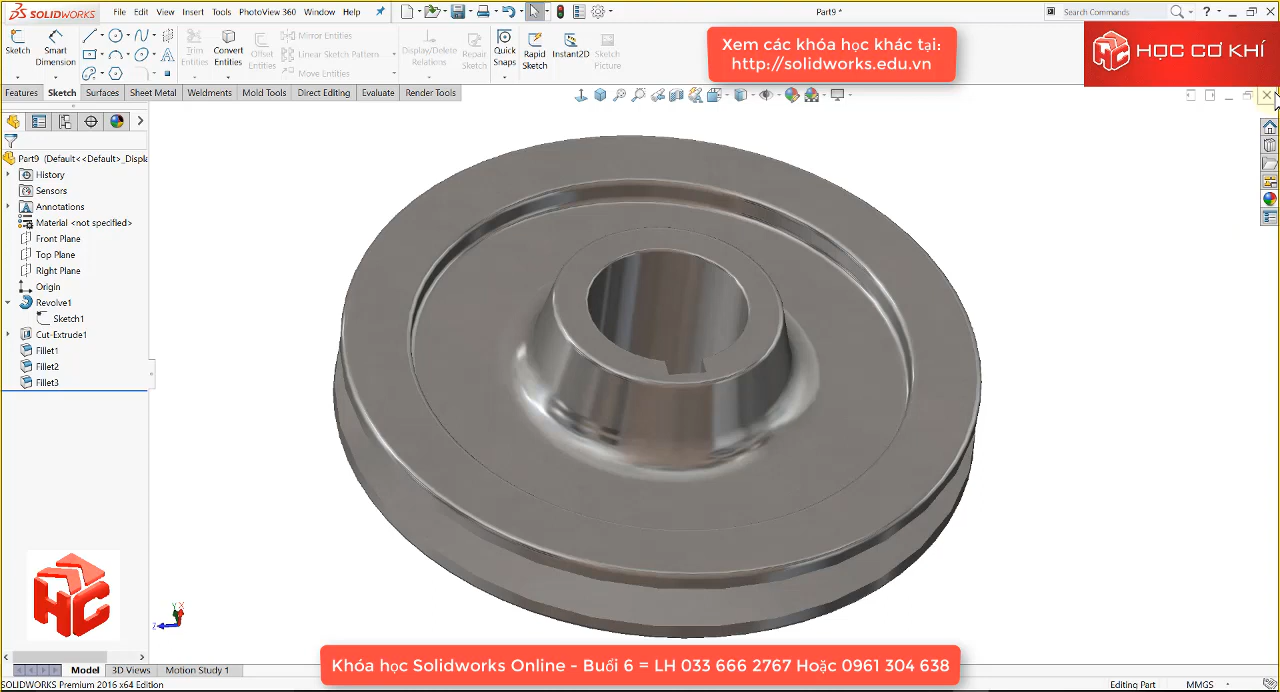 SOLIDWORKS
File Edit View Insert Tools PhotoView 360 Window Help
Part9 *
Search Commands
?
Sketch
Smart Dimension
Trim Entities
Convert Entities
Offset Entities
Mirror Entities
Linear Sketch Pattern
Move Entities
Display/Delete Relations
Repair Sketch
Quick Snaps
Rapid Sketch
Instant2D
Sketch Picture
Xem các khóa học khác tại:
http://solidworks.edu.vn
HỌC CƠ KHÍ
Features Sketch Surfaces Sheet Metal Weldments Mold Tools Direct Editing Evaluate Render Tools
Part9 (Default<<Default>_Displa
History
Sensors
Annotations
Material <not specified>
Front Plane
Top Plane
Right Plane
Origin
Revolve1
Sketch1
Cut-Extrude1
Fillet1
Fillet2
Fillet3
HC
Y X
Z
Khóa học Solidworks Online - Buổi 6 = LH 033 666 2767 Hoặc 0961 304 638
Model 3D Views Motion Study 1
SOLIDWORKS Premium 2016 x64 Edition
Editing Part
MMGS